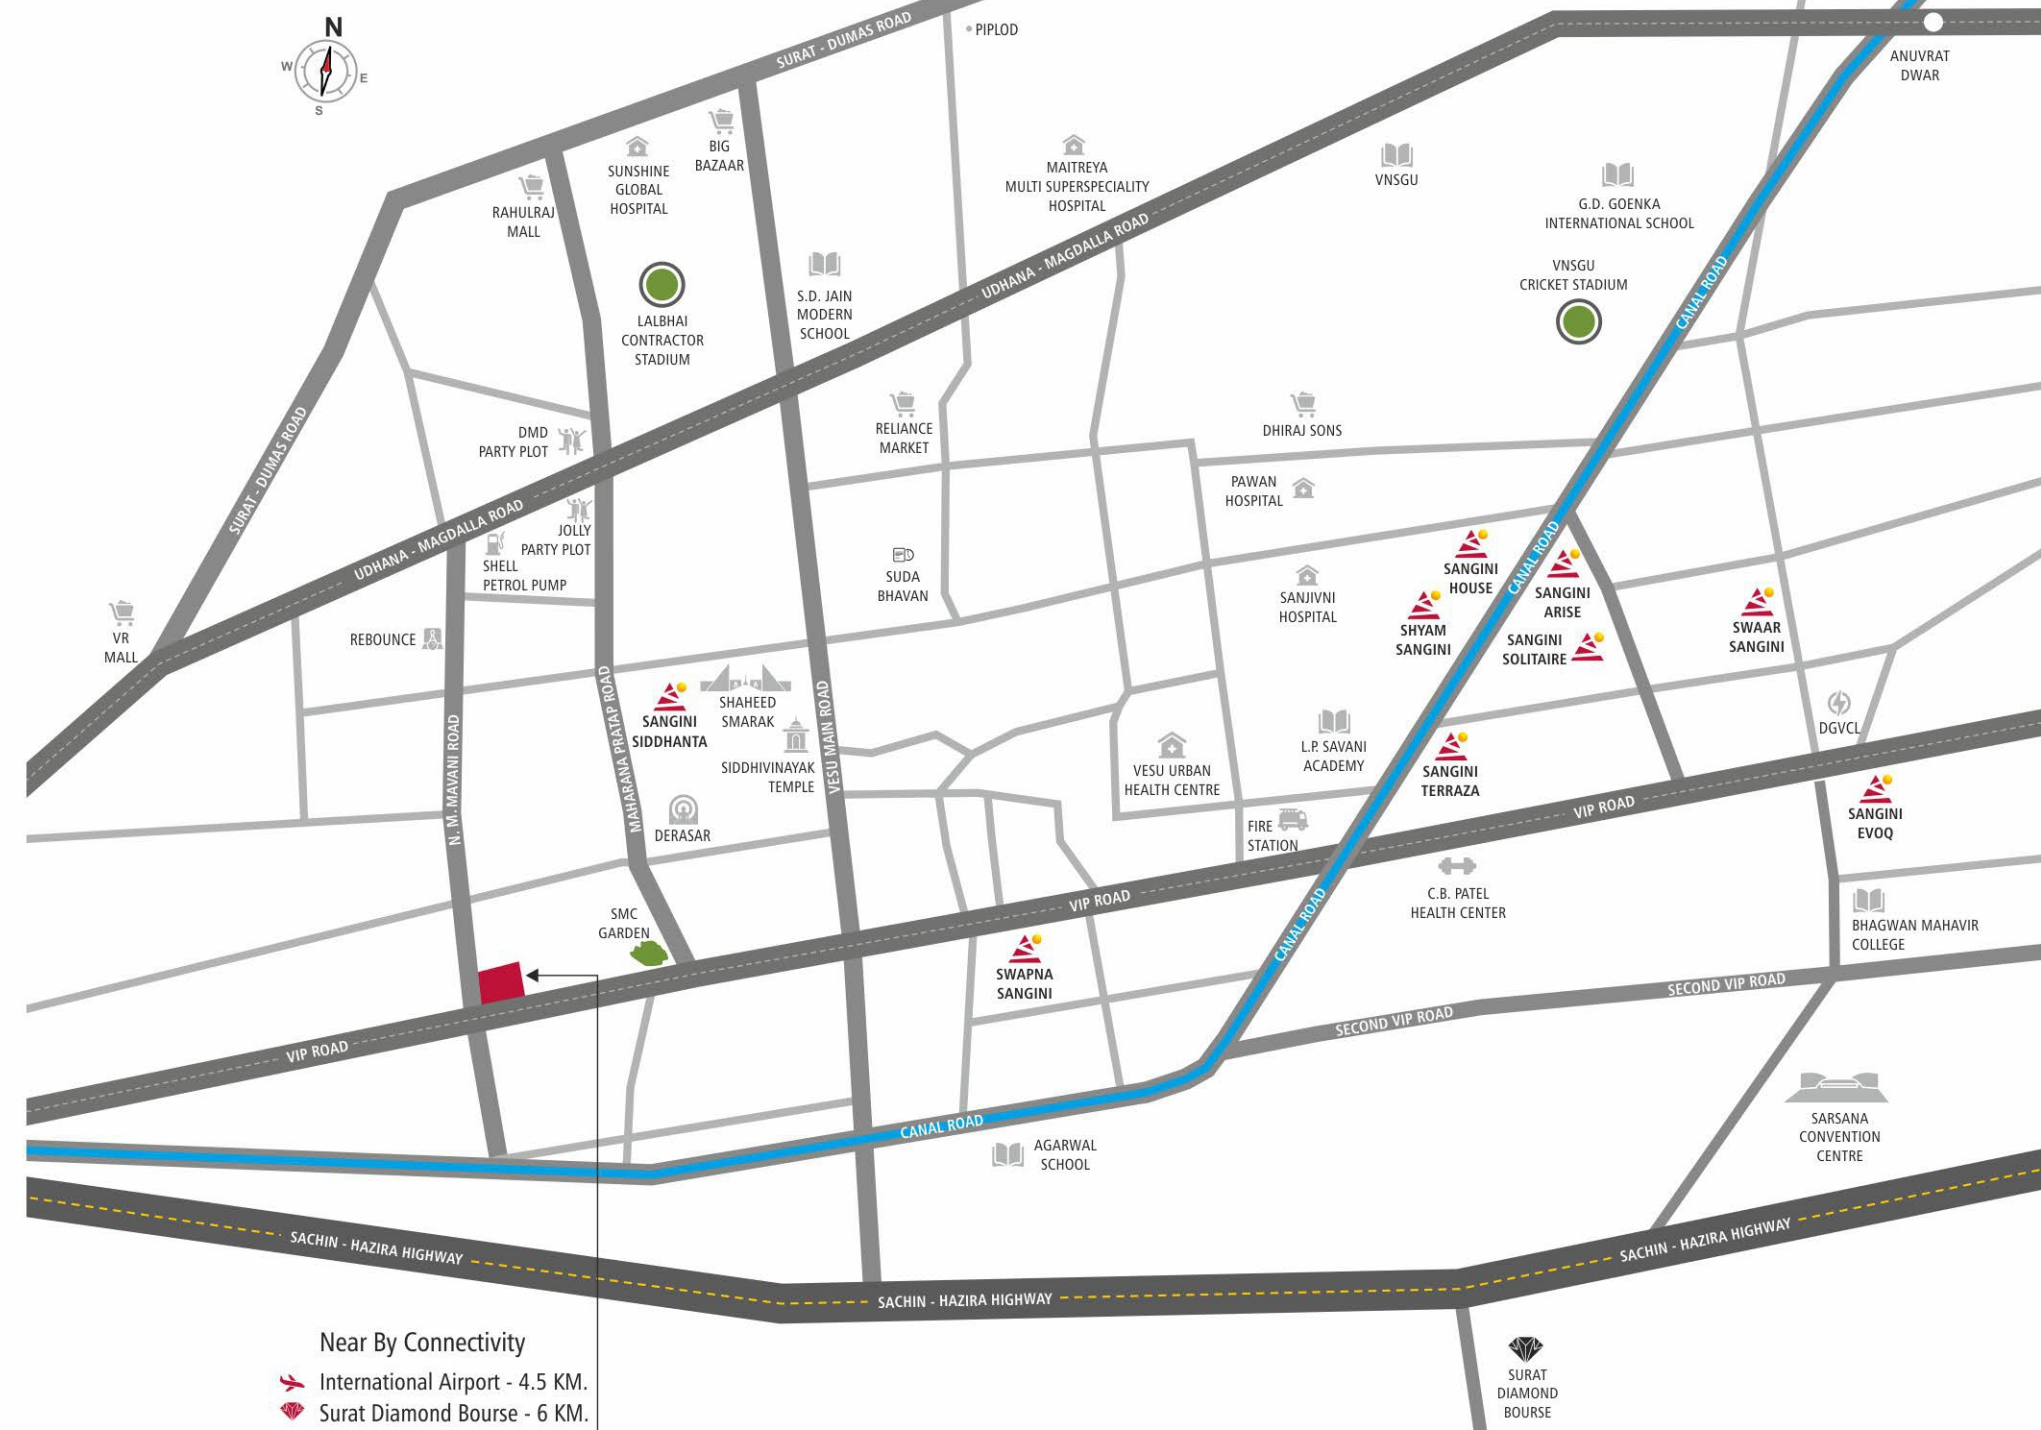 N
W
E
S
SURAT - DUMAS ROAD
PIPLOD
ANUVRAT
DWAR
BIG
BAZAAR
SUNSHINE
GLOBAL
HOSPITAL
RAHULRAJ
MALL
MAITREYA
MULTI SUPERSPECIALITY
HOSPITAL
VNSGU
G.D. GOENKA
INTERNATIONAL SCHOOL
VNSGU
CRICKET STADIUM
CANAL ROAD
UDHANA - MAGDALLA ROAD
S.D. JAIN
MODERN
SCHOOL
LALBHAI
CONTRACTOR
STADIUM
SURAT - DUMAS ROAD
DMD
PARTY PLOT
RELIANCE
MARKET
DHIRAJ SONS
PAWAN
HOSPITAL
UDHANA - MAGDALLA ROAD
JOLLY
PARTY PLOT
SHELL
PETROL PUMP
SUDA
BHAVAN
SANJIVNI
HOSPITAL
SANGINI
HOUSE
CANAL ROAD
SANGINI
ARISE
SHYAM
SANGINI
SANGINI
SOLITAIRE
SWAAR
SANGINI
VR
MALL
REBOUNCE
N. M. MAVANI ROAD
MAHARANA PRATAP ROAD
SANGINI
SIDDHANTA
SHAHEED
SMARAK
SIDDHIVINAYAK
TEMPLE
VESU MAIN ROAD
DERASAR
VESU URBAN
HEALTH CENTRE
L.P. SAVANI
ACADEMY
SANGINI
TERRAZA
DGVCL
VIP ROAD
SANGINI
EVOQ
FIRE
STATION
C.B. PATEL
HEALTH CENTER
BHAGWAN MAHAVIR
COLLEGE
SMC
GARDEN
VIP ROAD
CANAL ROAD
SWAPNA
SANGINI
SECOND VIP ROAD
SECOND VIP ROAD
VIP ROAD
CANAL ROAD
AGARWAL
SCHOOL
SARSANA
CONVENTION
CENTRE
SACHIN - HAZIRA HIGHWAY
SACHIN - HAZIRA HIGHWAY
SACHIN - HAZIRA HIGHWAY
Near By Connectivity
International Airport - 4.5 KM.
Surat Diamond Bourse - 6 KM.
SURAT
DIAMOND
BOURSE